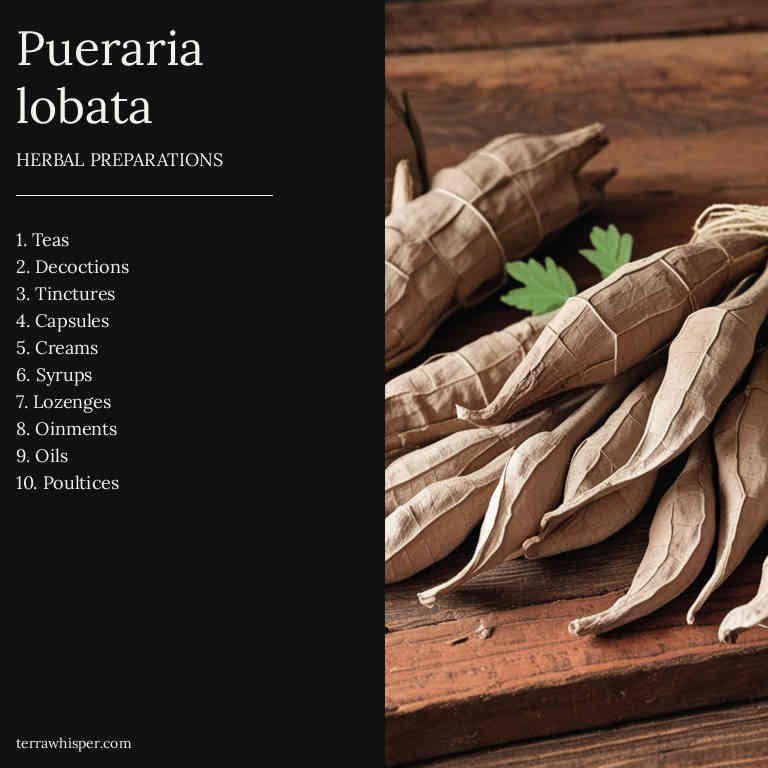 Pueraria
lobata
HERBAL PREPARATIONS
1. Teas
2. Decoctions
3. Tinctures
4. Capsules
5. Creams
6. Syrups
7. Lozenges
8. Oinments
9. Oils
10. Poultices
terrawhisper.com